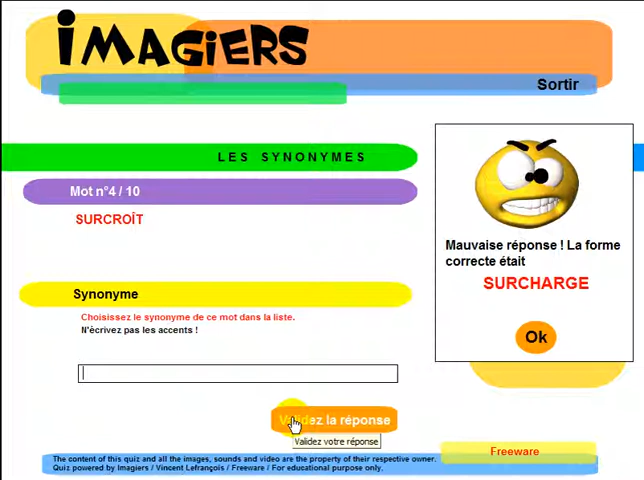 iMAGiERS
Sortir
LES SYNONYMES
Mot n°4 / 10
SURCROÎT
Mauvaise réponse ! La forme
correcte était
SURCHARGE
Ok
Synonyme
Choisissez le synonyme de ce mot dans la liste.
N'écrivez pas les accents !
Validez la réponse
Validez votre réponse
Freeware
The content of this quiz and all the images, sounds and video are the property of their respective owner.
Quiz powered by Imagiers / Vincent Lefrançois / Freeware / For educational purpose only.